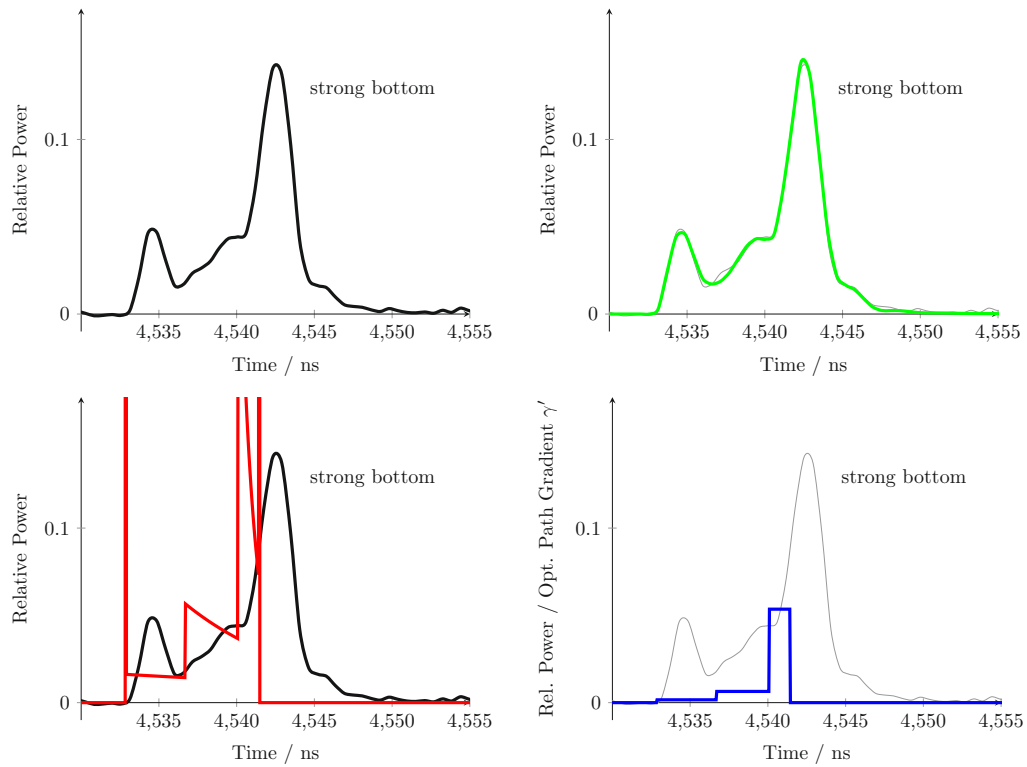 Relative Power
0.1
0
strong bottom
4,535 4,540 4,545 4,550 4,555
Time / ns
Relative Power
0.1
0
strong bottom
4,535 4,540 4,545 4,550 4,555
Time / ns
Relative Power
0.1
0
strong bottom
4,535 4,540 4,545 4,550 4,555
Time / ns
Rel. Power / Opt. Path Gradient γ′
0.1
0
strong bottom
4,535 4,540 4,545 4,550 4,555
Time / ns